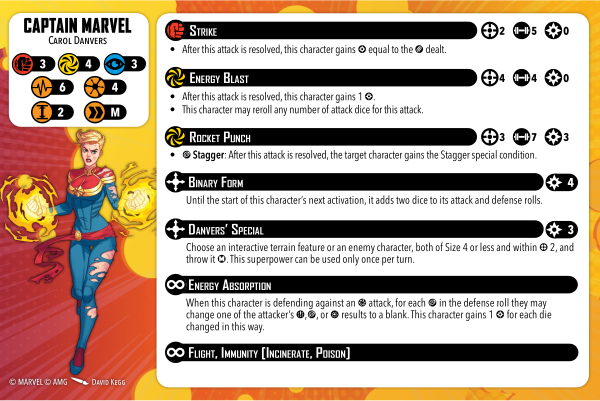 CAPTAIN MARVEL
CAROL DANVERS
3 4 3
6 4
2 M
STRIKE 2 5 0
• After this attack is resolved, this character gains equal to the dealt.
ENERGY BLAST 4 4 0
• After this attack is resolved, this character gains 1 .
• This character may reroll any number of attack dice for this attack.
ROCKET PUNCH 3 7 3
• Stagger: After this attack is resolved, the target character gains the Stagger special condition.
BINARY FORM 4
Until the start of this character's next activation, it adds two dice to its attack and defense rolls.
DANVERS' SPECIAL 3
Choose an interactive terrain feature or an enemy character, both of Size 4 or less and within 2, and
throw it M. This superpower can be used only once per turn.
ENERGY ABSORPTION
When this character is defending against an attack, for each in the defense roll they may
change one of the attacker's , , or results to a blank. This character gains 1 for each die
changed in this way.
FLIGHT, IMMUNITY [INCINERATE, POISON]
© MARVEL © AMG DAVID KEGG